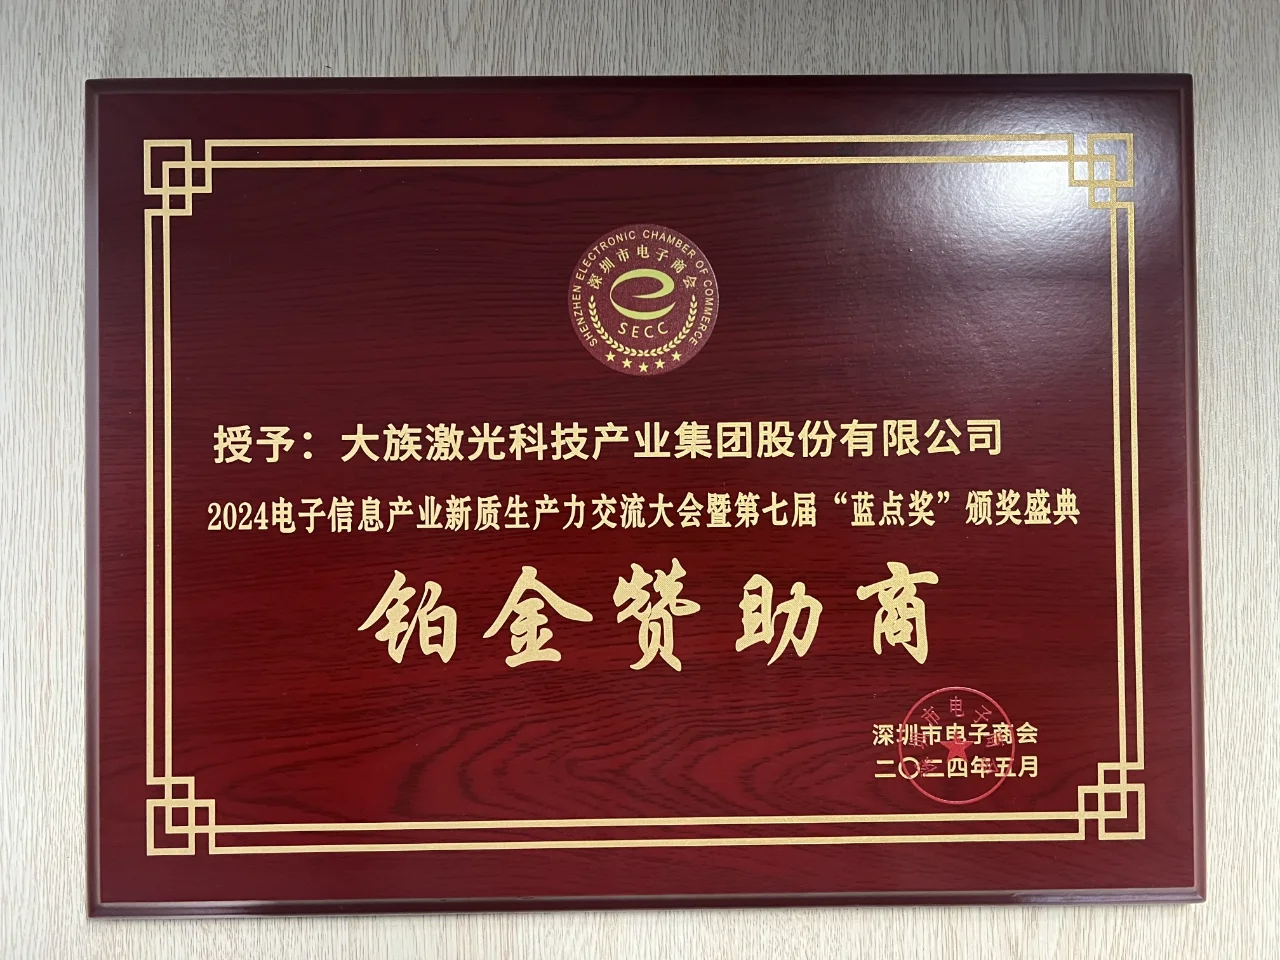 SHENZHEN ELECTRONIC CHAMBER OF COMMERCE
深圳市电子商会
SECC
授予：大族激光科技产业集团股份有限公司
2024电子信息产业新质生产力交流大会暨第七届“蓝点奖”颁奖盛典
铂金赞助商
深圳市电子商会
二〇二四年五月